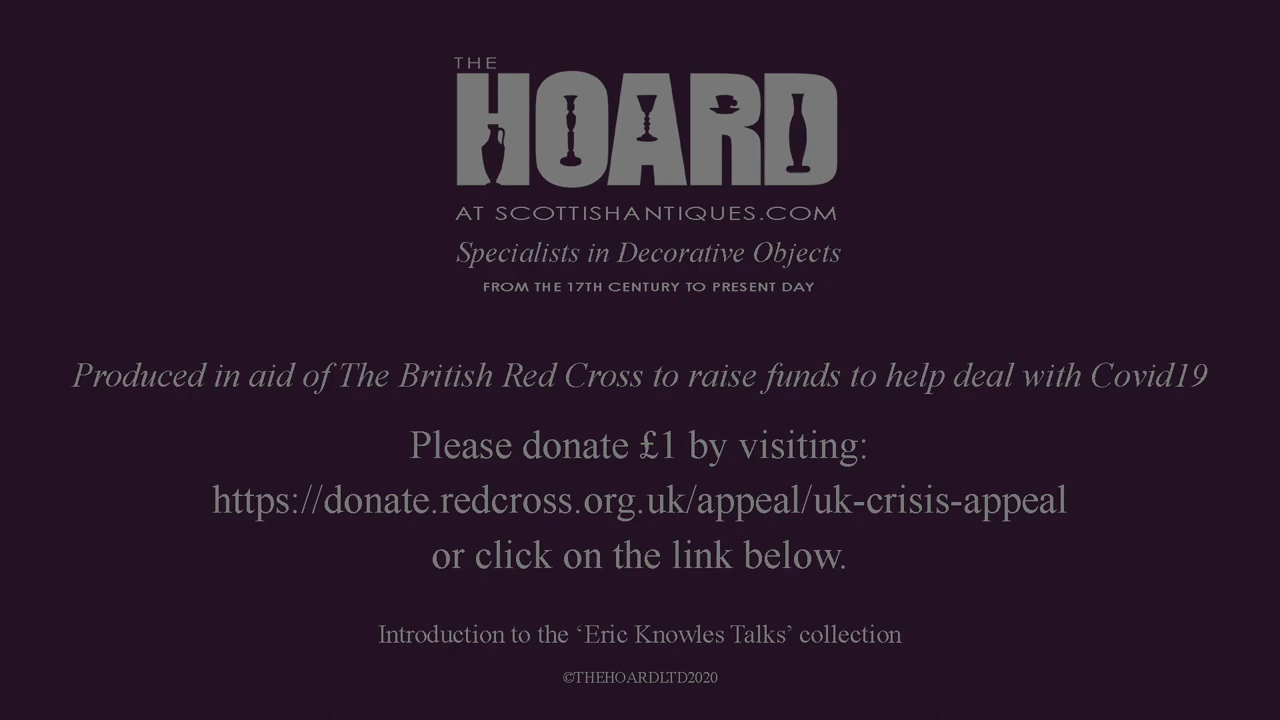 THE
HOARD
AT SCOTTISHANTIQUES.COM
Specialists in Decorative Objects
FROM THE 17TH CENTURY TO PRESENT DAY
Produced in aid of The British Red Cross to raise funds to help deal with Covid19
Please donate £1 by visiting:
https://donate.redcross.org.uk/appeal/uk-crisis-appeal
or click on the link below.
Introduction to the ‘Eric Knowles Talks’ collection
©THEHOARDLTD2020